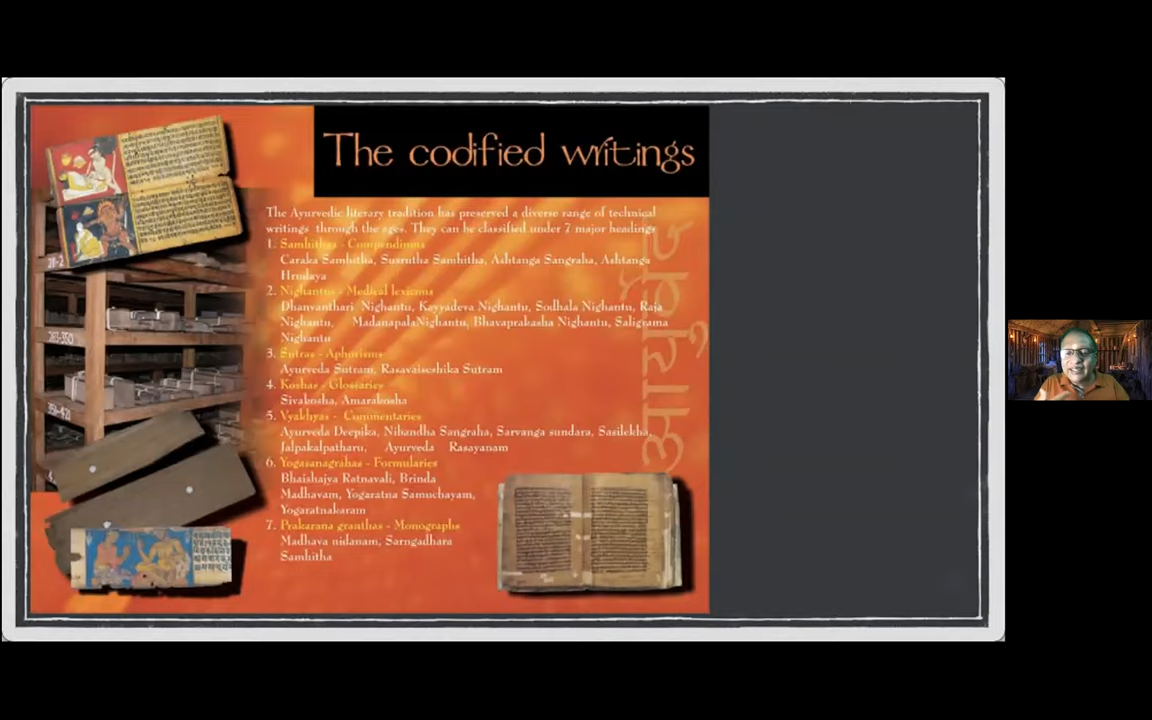 The codified writings
The Ayurvedic literary tradition has preserved a diverse range of technical
writings through the ages. They can be classified under 7 major headings
1. Samhithas - Compendiums
Caraka Samhitha, Susrutha Samhitha, Ashtanga Sangraha, Ashtanga
Hrudaya
2. Nighantus - Medical lexicons
Dhanvanthari Nighantu, Kayyadeva Nighantu, Sodhala Nighantu, Raja
Nighantu, MadanapalaNighantu, Bhavaprakasha Nighantu, Saligrama
Nighantu
3. Sutras - Aphorisms
Ayurveda Sutram, Rasavaiseshika Sutram
4. Koshas - Glossaries
Sivakosha, Amarakosha
5. Vyakhyas - Commentaries
Ayurveda Deepika, Nibandha Sangraha, Sarvanga sundara, Sasilekha,
Jalpakalpatharu, Ayurveda Rasayanam
6. Yogasanagrahas - Formularies
Bhaishajya Ratnavali, Brinda
Madhavam, Yogaratna Samuchayam,
Yogaratnakaram
7. Prakarana granthas - Monographs
Madhava nidanam, Sarngadhara
Samhitha
आयुर्वेद